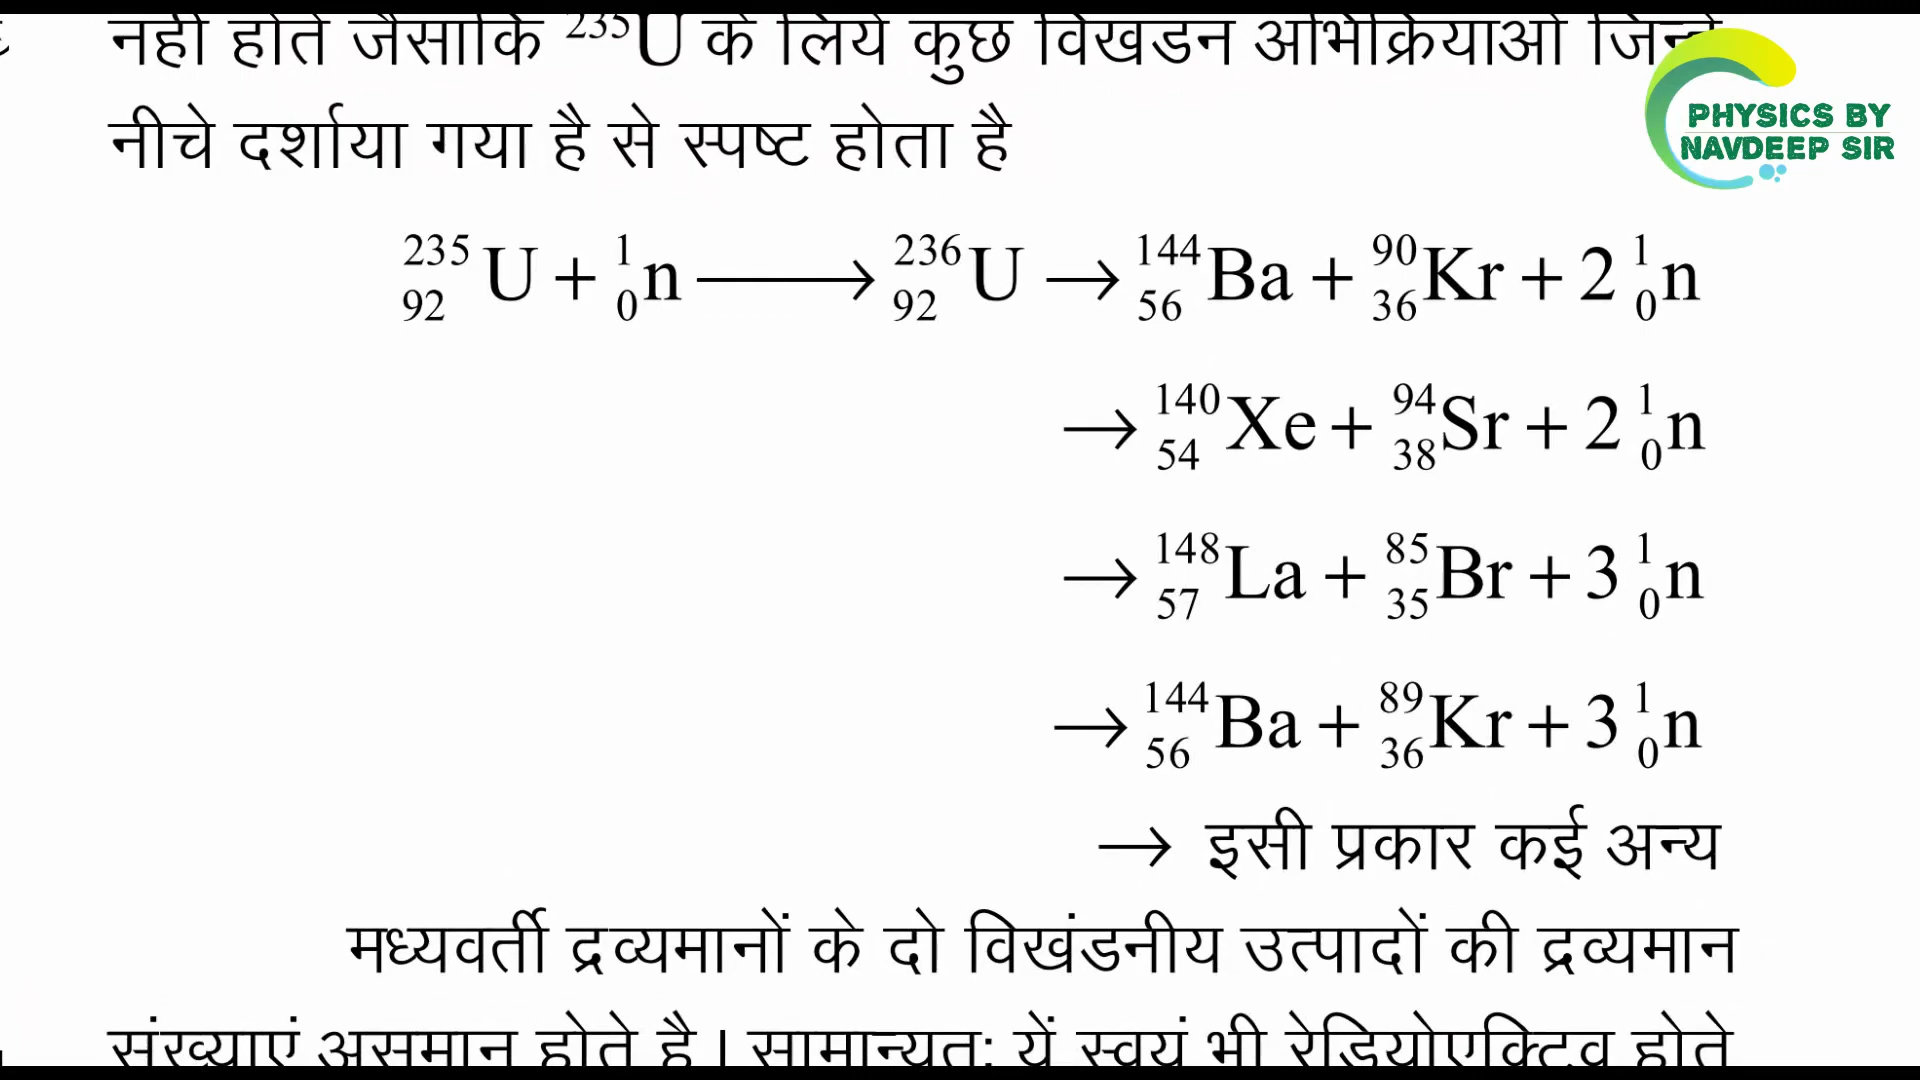 नहीं होते जैसाकि ²³⁵U के लिये कुछ विखंडन अभिक्रियाओं जिन्हें
नीचे दर्शाया गया है से स्पष्ट होता है
PHYSICS BY
NAVDEEP SIR
²³⁵₉₂U + ¹₀n ⟶ ²³⁶₉₂U → ¹⁴⁴₅₆Ba + ⁹⁰₃₆Kr + 2 ¹₀n
→ ¹⁴⁰₅₄Xe + ⁹⁴₃₈Sr + 2 ¹₀n
→ ¹⁴⁸₅₇La + ⁸⁵₃₅Br + 3 ¹₀n
→ ¹⁴⁴₅₆Ba + ⁸⁹₃₆Kr + 3 ¹₀n
→ इसी प्रकार कई अन्य
मध्यवर्ती द्रव्यमानों के दो विखंडनीय उत्पादों की द्रव्यमान
संख्याएं असमान होते है। सामान्यत: यें स्वयं भी रेडियोएक्टिव होते